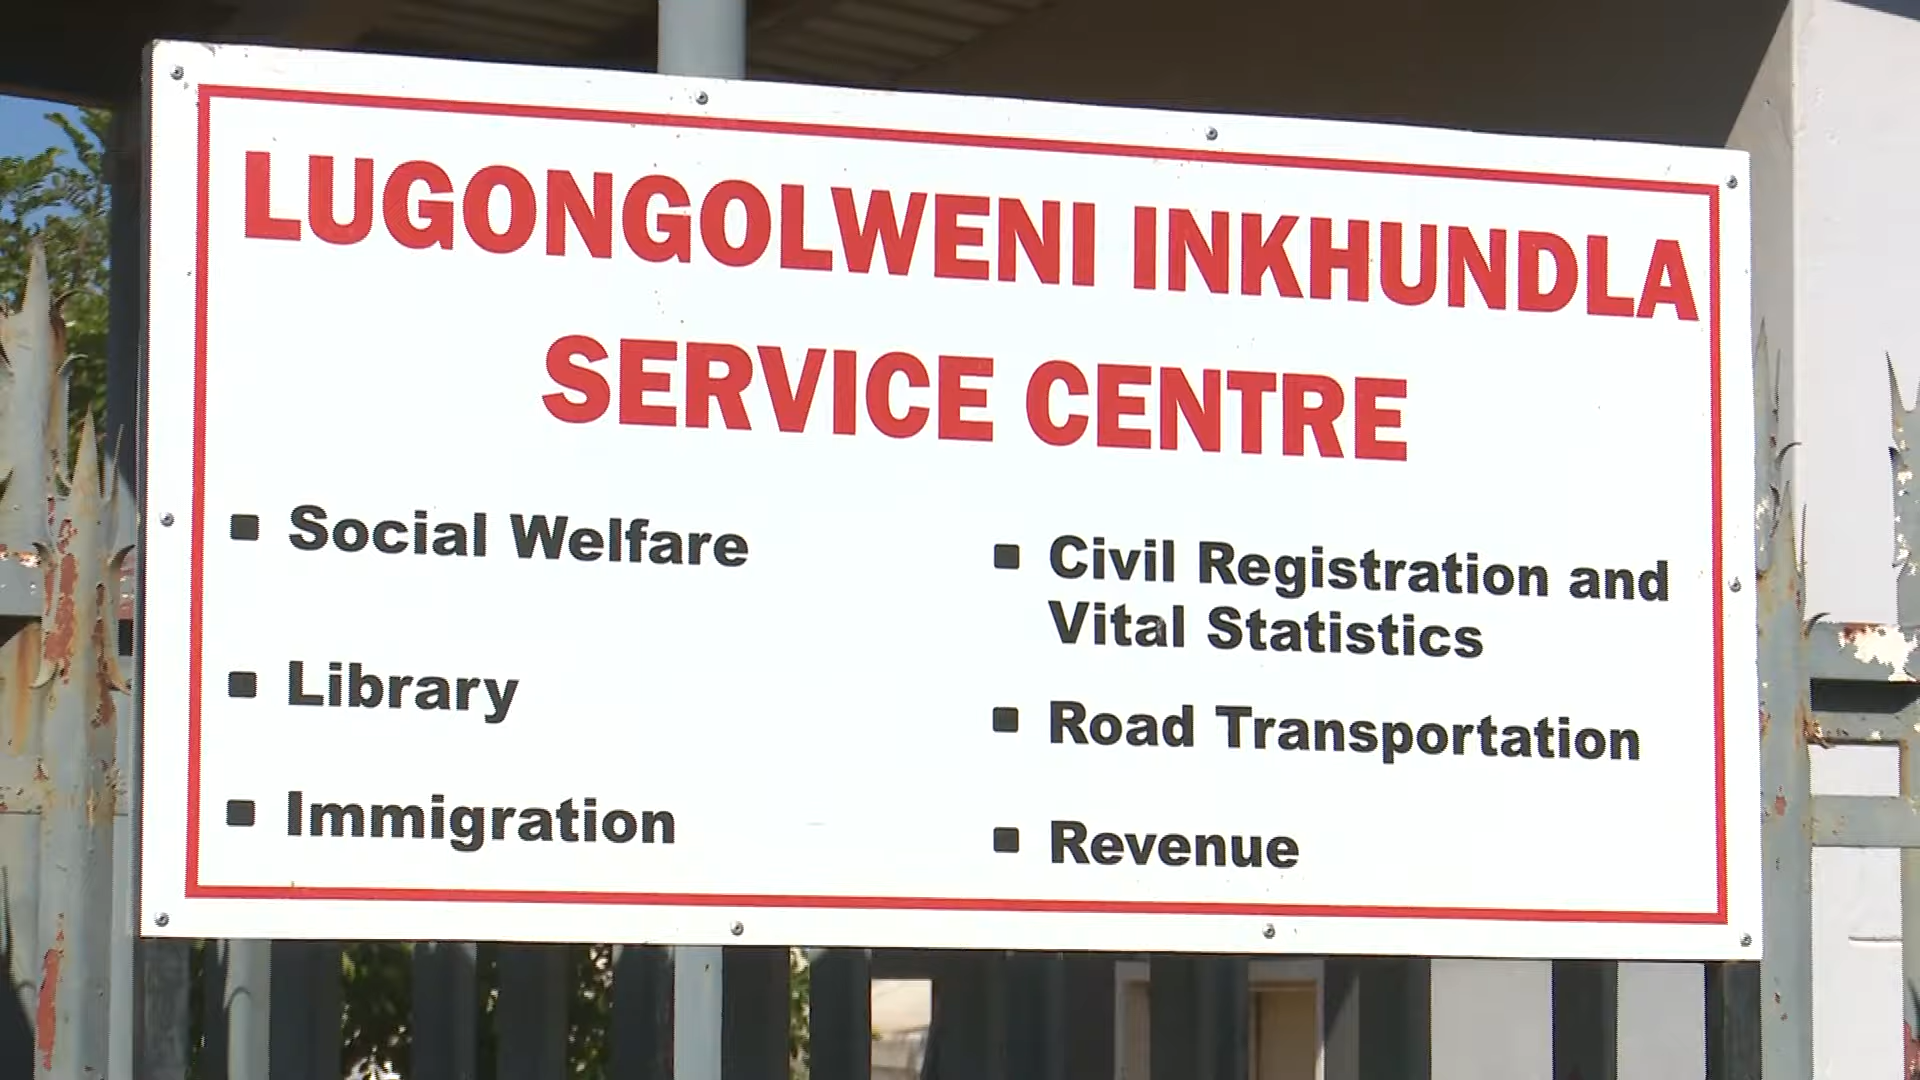 LUGONGOLWENI INKHUNDLA
SERVICE CENTRE
▪ Social Welfare
▪ Library
▪ Immigration
▪ Civil Registration and
Vital Statistics
▪ Road Transportation
▪ Revenue